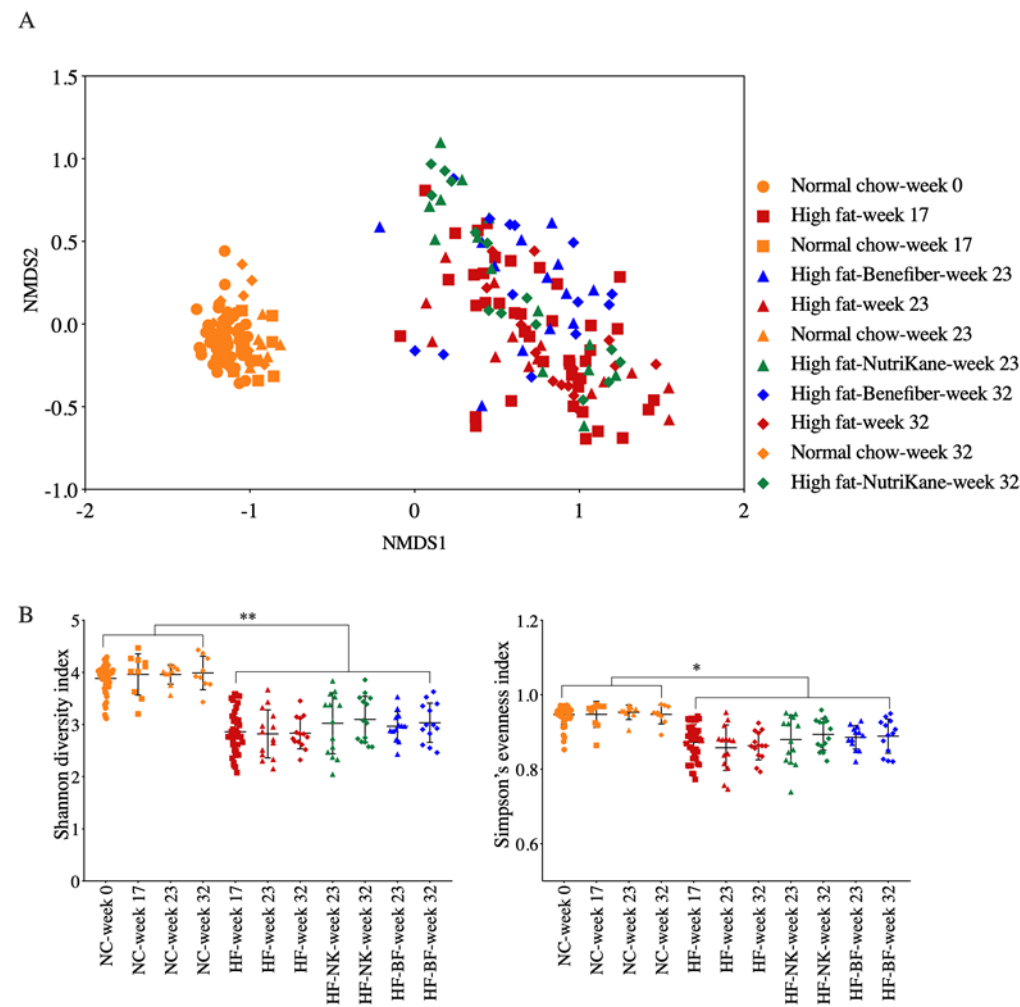 A
1.5
1.0
0.5
0.0
-0.5
-1.0
NMDS2
-2
-1
0
1
2
NMDS1
Normal chow-week 0
High fat-week 17
Normal chow-week 17
High fat-Benefiber-week 23
High fat-week 23
Normal chow-week 23
High fat-NutriKane-week 23
High fat-Benefiber-week 32
High fat-week 32
Normal chow-week 32
High fat-NutriKane-week 32
B
5
4
3
2
1
0
Shannon diversity index
**
NC-week 0
NC-week 17
NC-week 23
NC-week 32
HF-week 17
HF-week 23
HF-week 32
HF-NK-week 23
HF-NK-week 32
HF-BF-week 23
HF-BF-week 32
1.2
1.0
0.8
0.6
Simpson's evenness index
*
NC-week 0
NC-week 17
NC-week 23
NC-week 32
HF-week 17
HF-week 23
HF-week 32
HF-NK-week 23
HF-NK-week 32
HF-BF-week 23
HF-BF-week 32